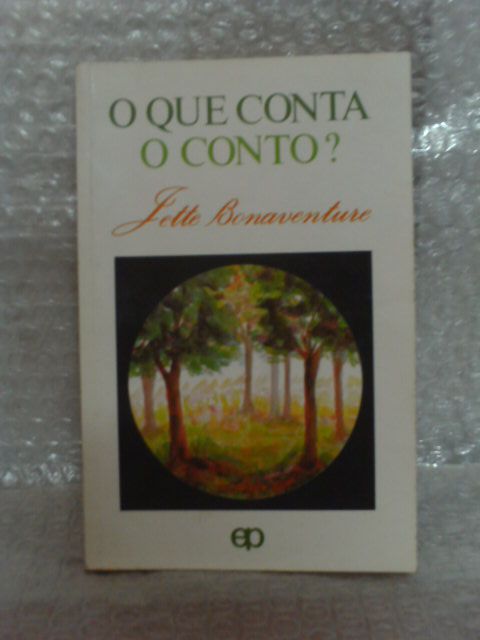 O QUE CONTA
O CONTO?
Jette Bonaventure
ep